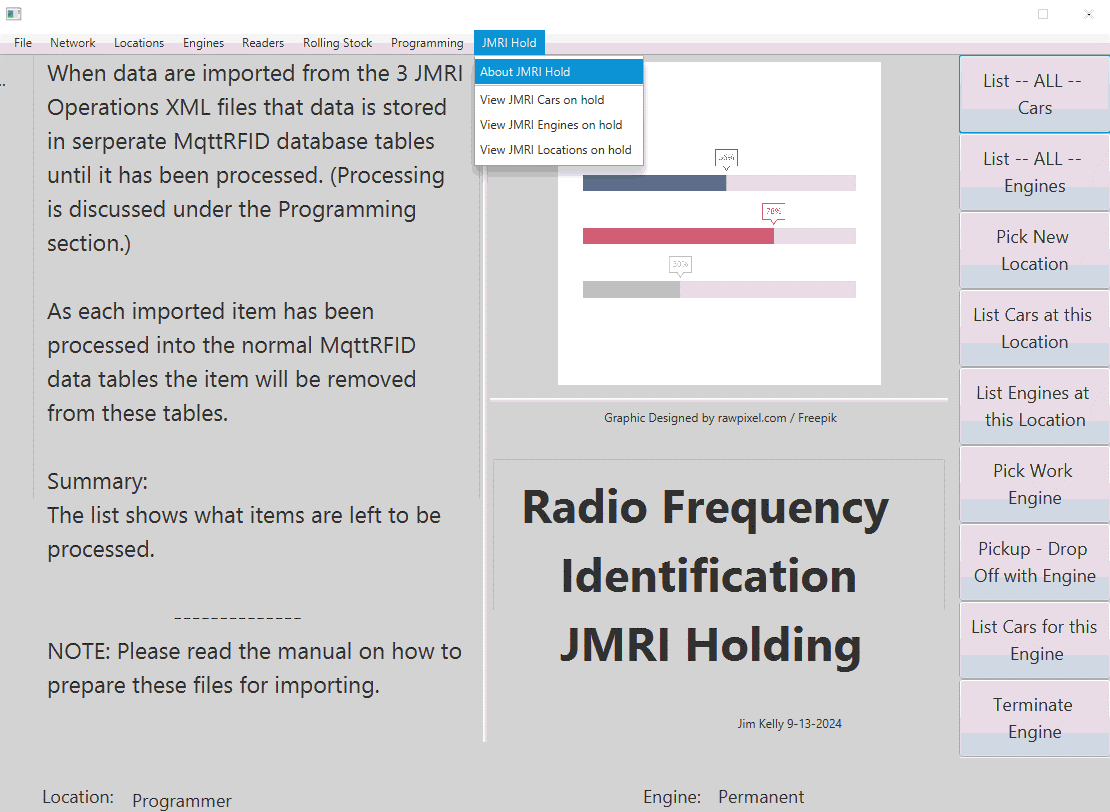 File Network Locations Engines Readers Rolling Stock Programming JMRI Hold
About JMRI Hold
View JMRI Cars on hold
View JMRI Engines on hold
View JMRI Locations on hold
When data are imported from the 3 JMRI
Operations XML files that data is stored
in serperate MqttRFID database tables
until it has been processed. (Processing
is discussed under the Programming
section.)
As each imported item has been
processed into the normal MqttRFID
data tables the item will be removed
from these tables.
Summary:
The list shows what items are left to be
processed.
--------------
NOTE: Please read the manual on how to
prepare these files for importing.
78%
30%
Graphic Designed by rawpixel.com / Freepik
Radio Frequency
Identification
JMRI Holding
Jim Kelly 9-13-2024
List -- ALL --
Cars
List -- ALL --
Engines
Pick New
Location
List Cars at this
Location
List Engines at
this Location
Pick Work
Engine
Pickup - Drop
Off with Engine
List Cars for this
Engine
Terminate
Engine
Location: Programmer
Engine: Permanent